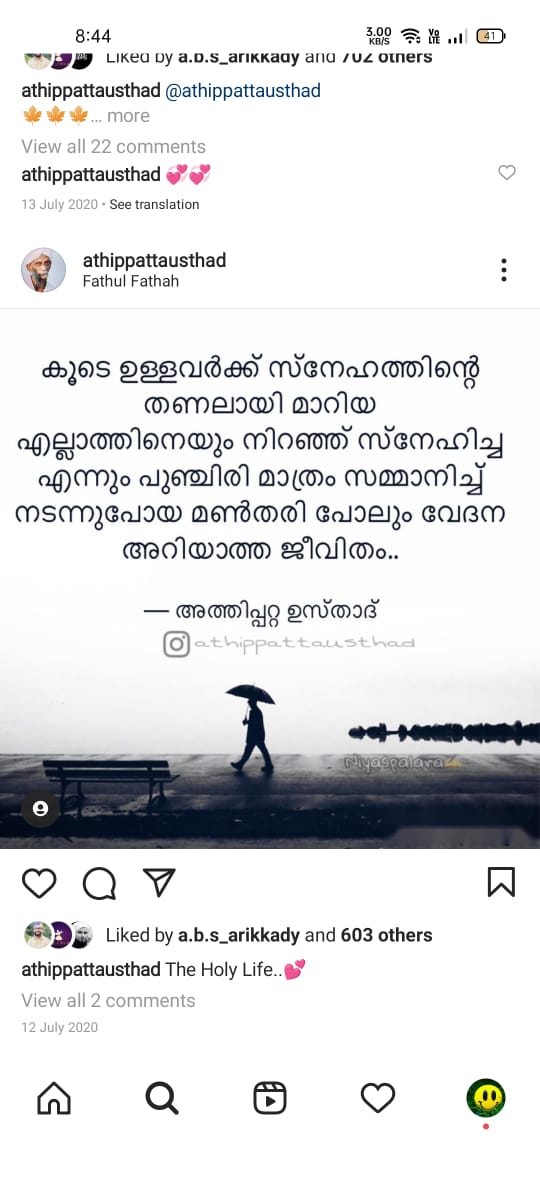 8:44
3.00 KB/S
Vo LTE
41
Liked by a.b.s_arikkady and 702 others
athippattausthad @athippattausthad
🍁🍁🍁... more
View all 22 comments
athippattausthad 💞💞
13 July 2020 • See translation
athippattausthad
Fathul Fathah
കൂടെ ഉള്ളവർക്ക് സ്നേഹത്തിന്റെ
തണലായി മാറിയ
എല്ലാത്തിനെയും നിറഞ്ഞ് സ്നേഹിച്ച
എന്നും പുഞ്ചിരി മാത്രം സമ്മാനിച്ച്
നടന്നുപോയ മൺതരി പോലും വേദന
അറിയാത്ത ജീവിതം..
— അത്തിപ്പറ്റ ഉസ്താദ്
athippattausthad
Niyaspalara✍
Liked by a.b.s_arikkady and 603 others
athippattausthad The Holy Life..💕
View all 2 comments
12 July 2020